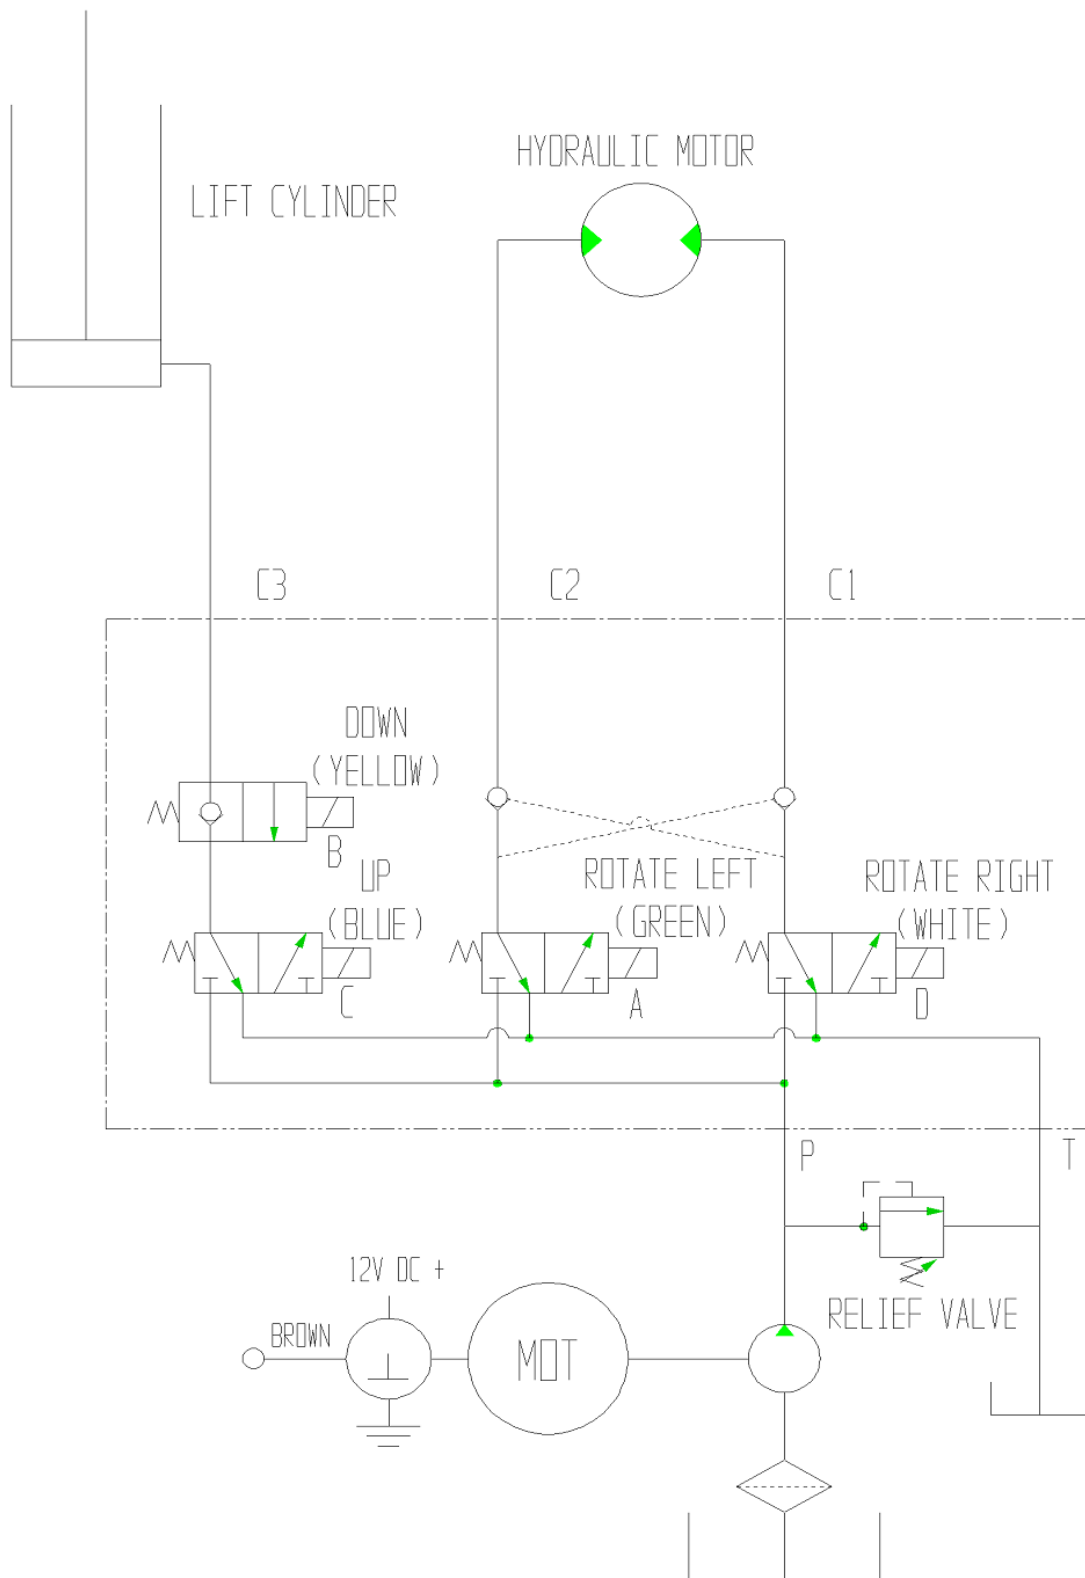 HYDRAULIC MOTOR
LIFT CYLINDER
C3
C2
C1
DOWN
(YELLOW)
B
UP
(BLUE)
C
ROTATE LEFT
(GREEN)
A
ROTATE RIGHT
(WHITE)
D
P
T
12V DC +
BROWN
MOT
RELIEF VALVE